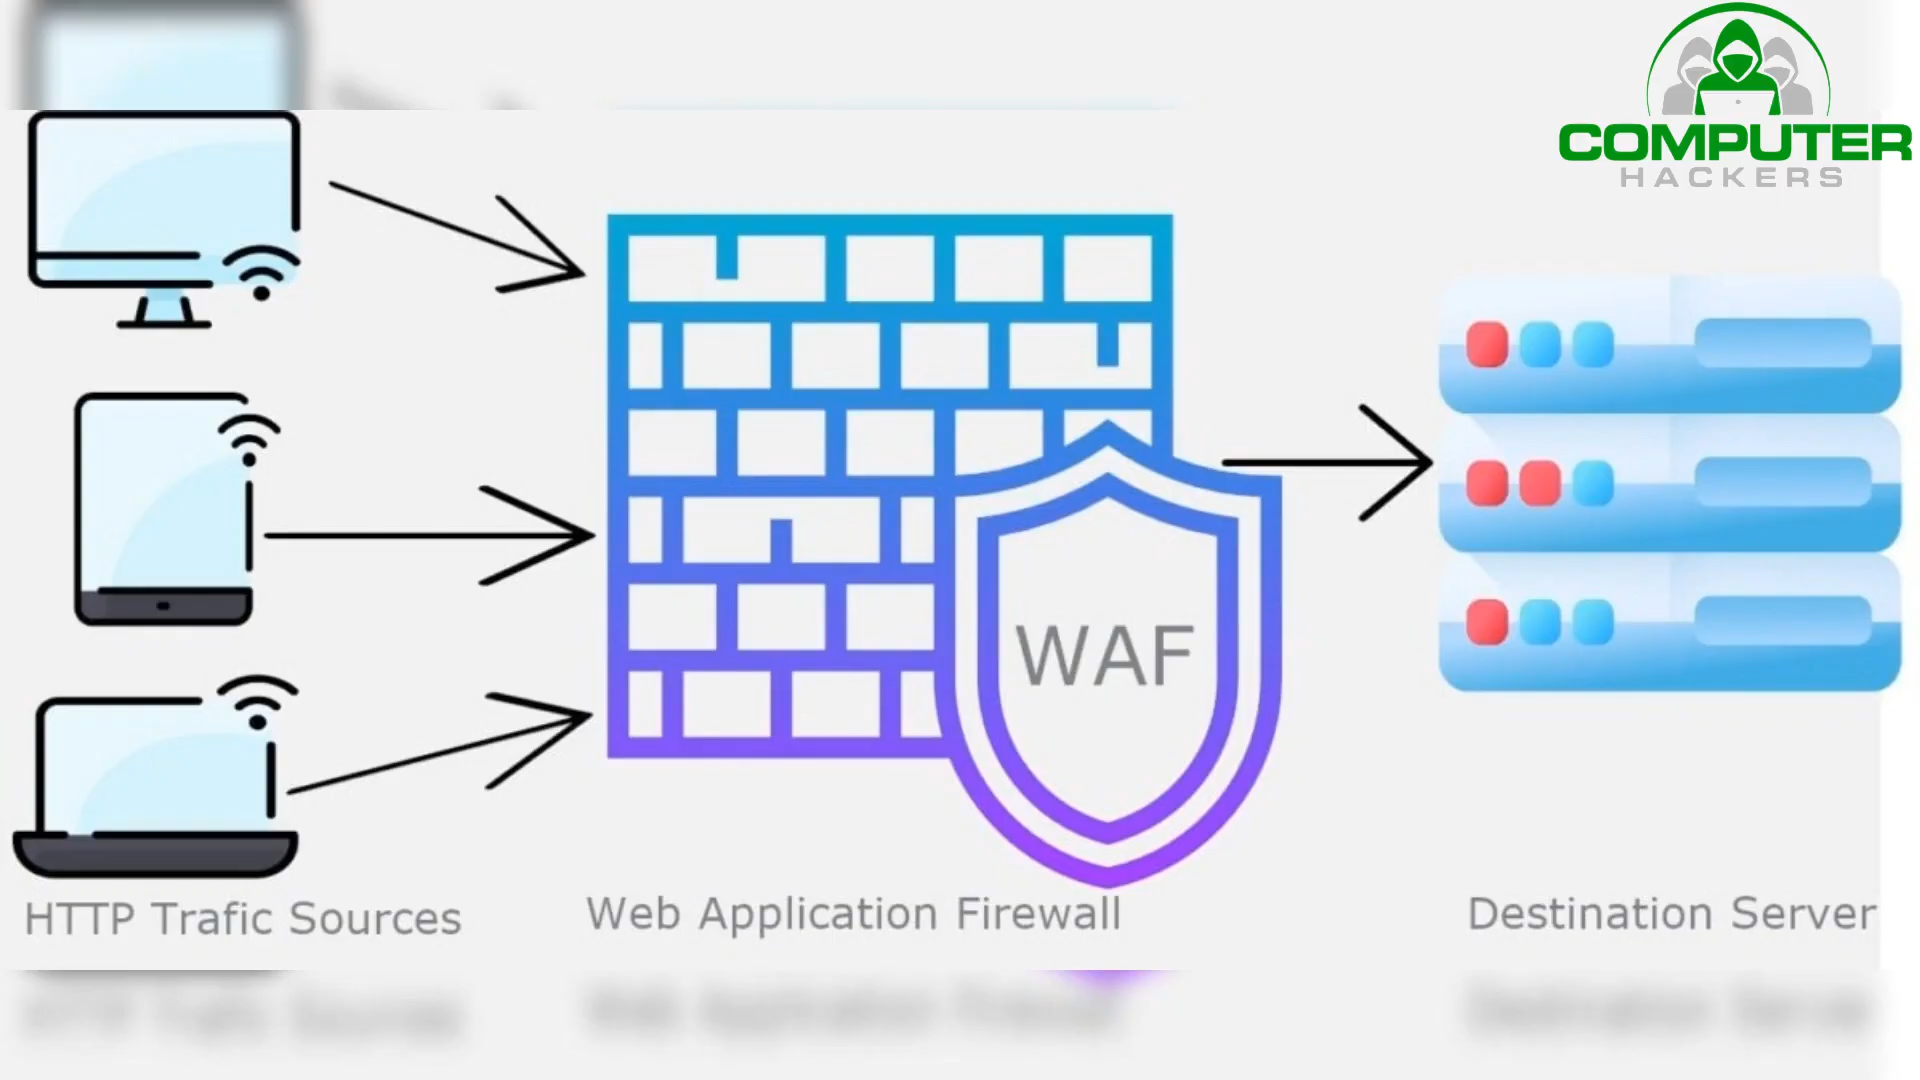 COMPUTER
HACKERS
WAF
HTTP Trafic Sources
Web Application Firewall
Destination Server